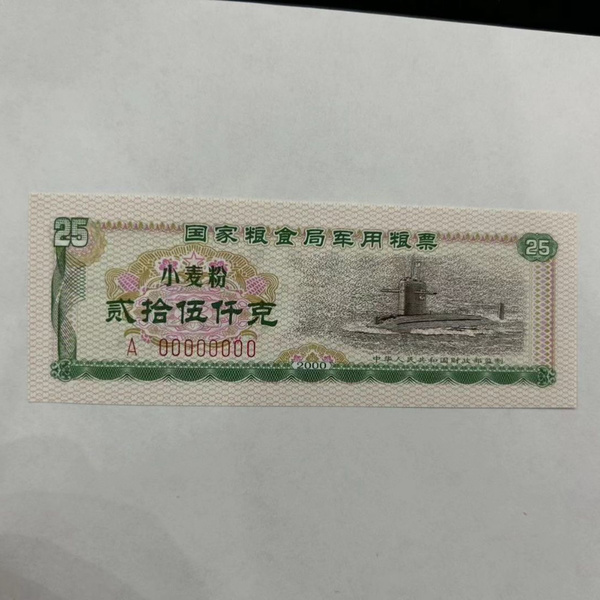 25
国家粮食局军用粮票
25
小麦粉
贰拾伍仟克
A 00000000
2000
中华人民共和国财政部监制